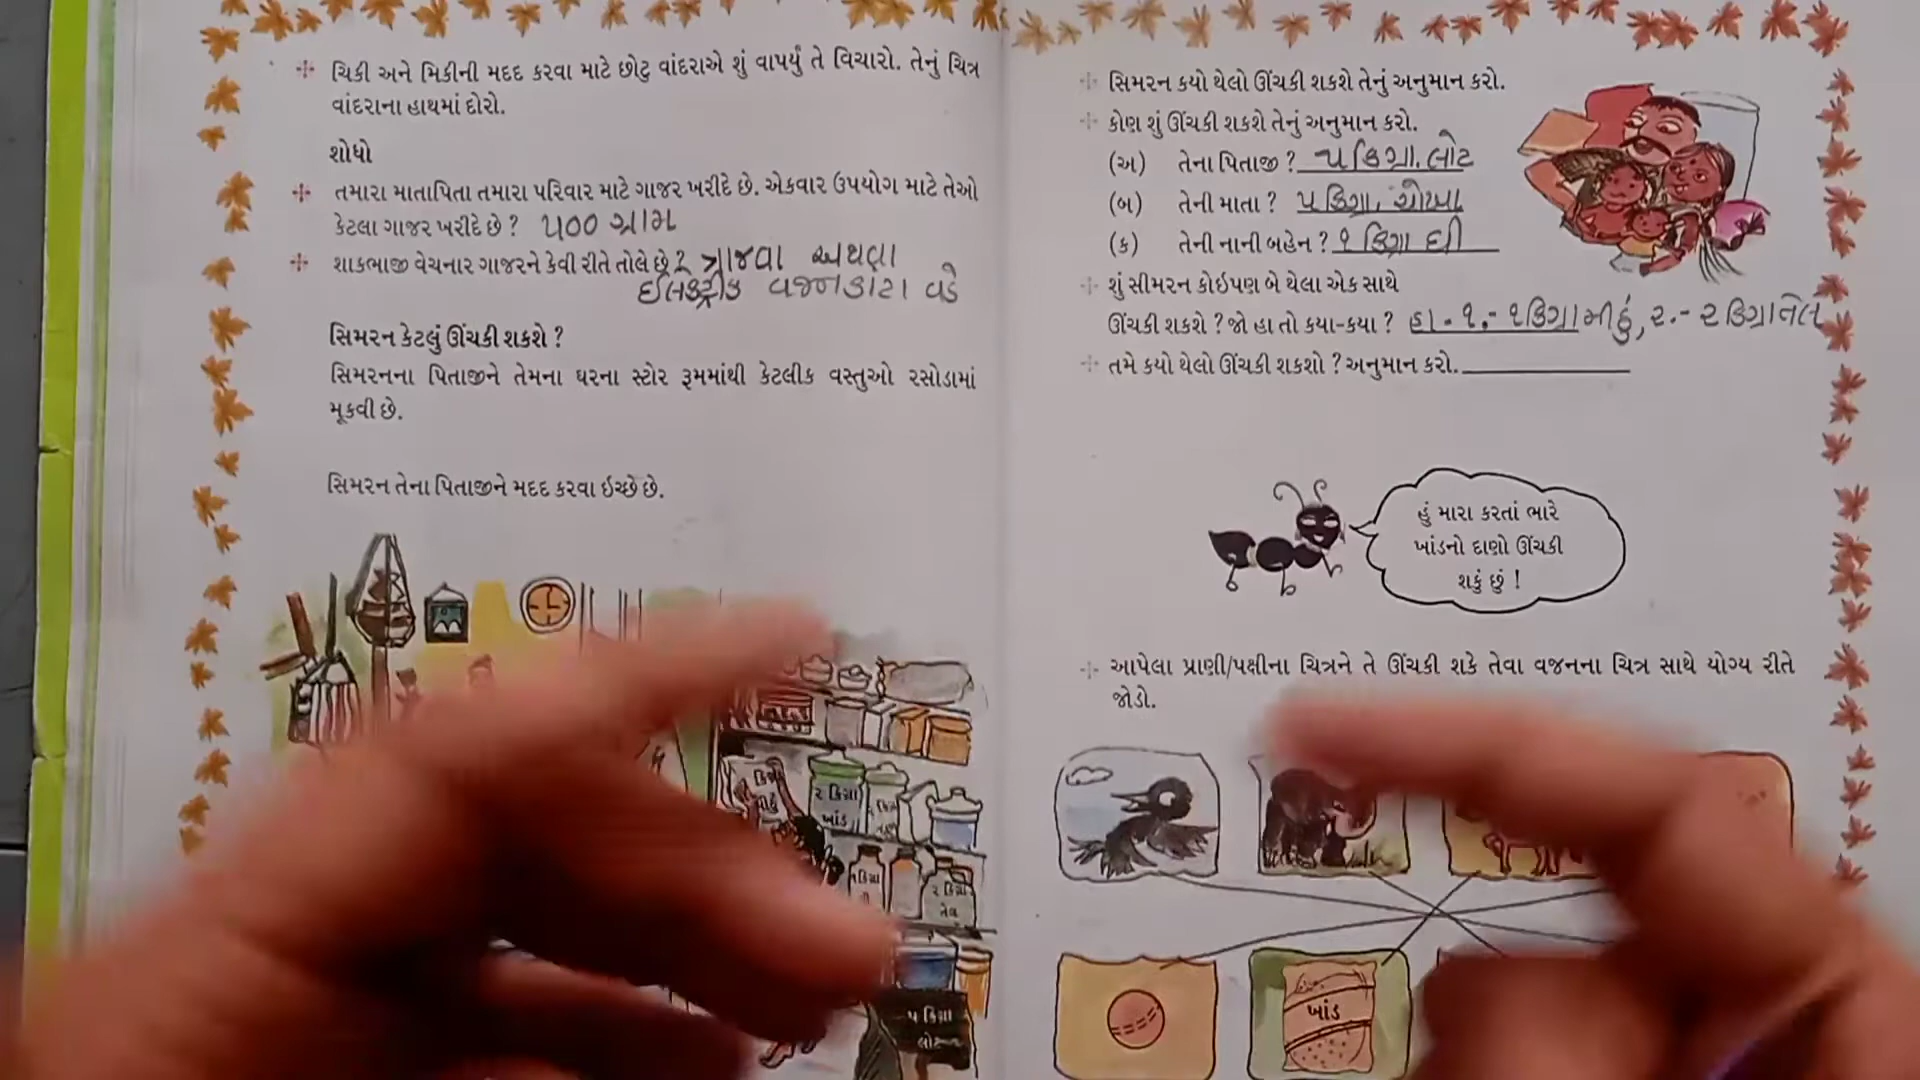 ચિકી અને મિકીની મદદ કરવા માટે છોટુ વાંદરાએ શું વાપર્યું તે વિચારો. તેનું ચિત્ર
વાંદરાના હાથમાં દોરો.
શોધો
તમારા માતાપિતા તમારા પરિવાર માટે ગાજર ખરીદે છે. એકવાર ઉપયોગ માટે તેઓ
કેટલા ગાજર ખરીદે છે ? ૫૦૦ ગ્રામ
શાકભાજી વેચનાર ગાજરને કેવી રીતે તોલે છે ? ત્રાજવા અથવા
ઈલેક્ટ્રીક વજનકાંટા વડે
સિમરન કેટલું ઊંચકી શકશે ?
સિમરનના પિતાજીને તેમના ઘરના સ્ટોર રૂમમાંથી કેટલીક વસ્તુઓ રસોડામાં
મૂકવી છે.
સિમરન તેના પિતાજીને મદદ કરવા ઇચ્છે છે.
૨ કિગ્રા
ખાંડ
૨ કિગ્રા
તેલ
૫ કિગ્રા
લોટ
સિમરન કયો થેલો ઊંચકી શકશે તેનું અનુમાન કરો.
કોણ શું ઊંચકી શકશે તેનું અનુમાન કરો.
(અ) તેના પિતાજી ? ૫ કિગ્રા. લોટ
(બ) તેની માતા ? ૫ કિગ્રા. ચોખા
(ક) તેની નાની બહેન ? ૧ કિગ્રા ઘી
શું સીમરન કોઇપણ બે થેલા એક સાથે
ઊંચકી શકશે ? જો હા તો કયા-કયા ? હા - ૧.- ૧ કિગ્રા મીઠું, ૨.- ૨ કિગ્રા તેલ
તમે કયો થેલો ઊંચકી શકશો ? અનુમાન કરો.
હું મારા કરતાં ભારે
ખાંડનો દાણો ઊંચકી
શકું છું !
આપેલા પ્રાણી/પક્ષીના ચિત્રને તે ઊંચકી શકે તેવા વજનના ચિત્ર સાથે યોગ્ય રીતે
જોડો.
ખાંડ